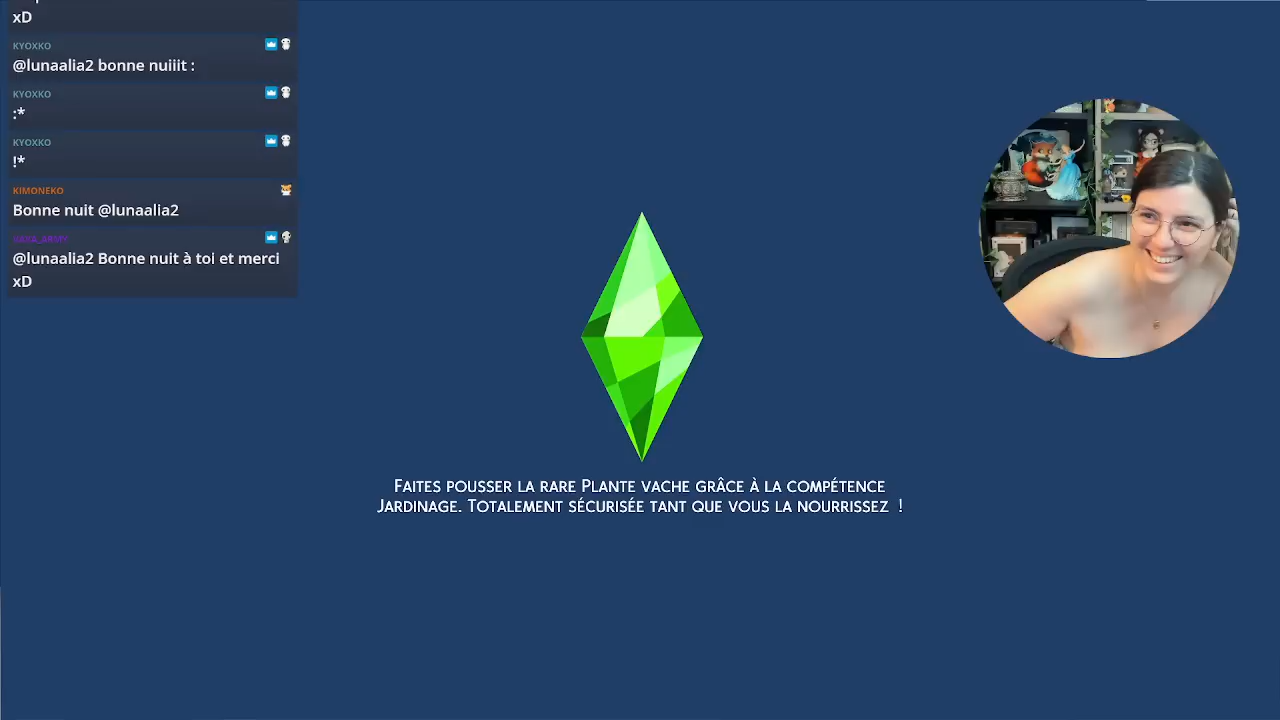 xD
KYOXKO
@lunaalia2 bonne nuiiit :
KYOXKO
:*
KYOXKO
!*
KIMONEKO
Bonne nuit @lunaalia2
@lunaalia2 Bonne nuit à toi et merci
xD
FAITES POUSSER LA RARE PLANTE VACHE GRÂCE À LA COMPÉTENCE
JARDINAGE. TOTALEMENT SÉCURISÉE TANT QUE VOUS LA NOURRISSEZ !